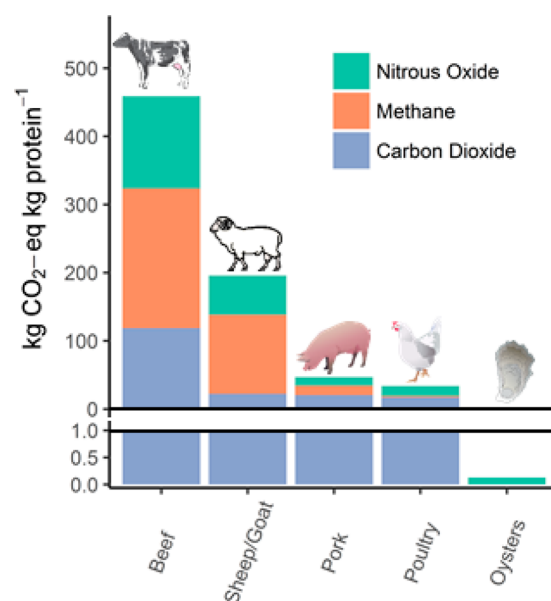 kg CO₂−eq kg protein⁻¹
500
400
300
200
100
0
1.0
0.5
0.0
Nitrous Oxide
Methane
Carbon Dioxide
Beef
Sheep/Goat
Pork
Poultry
Oysters